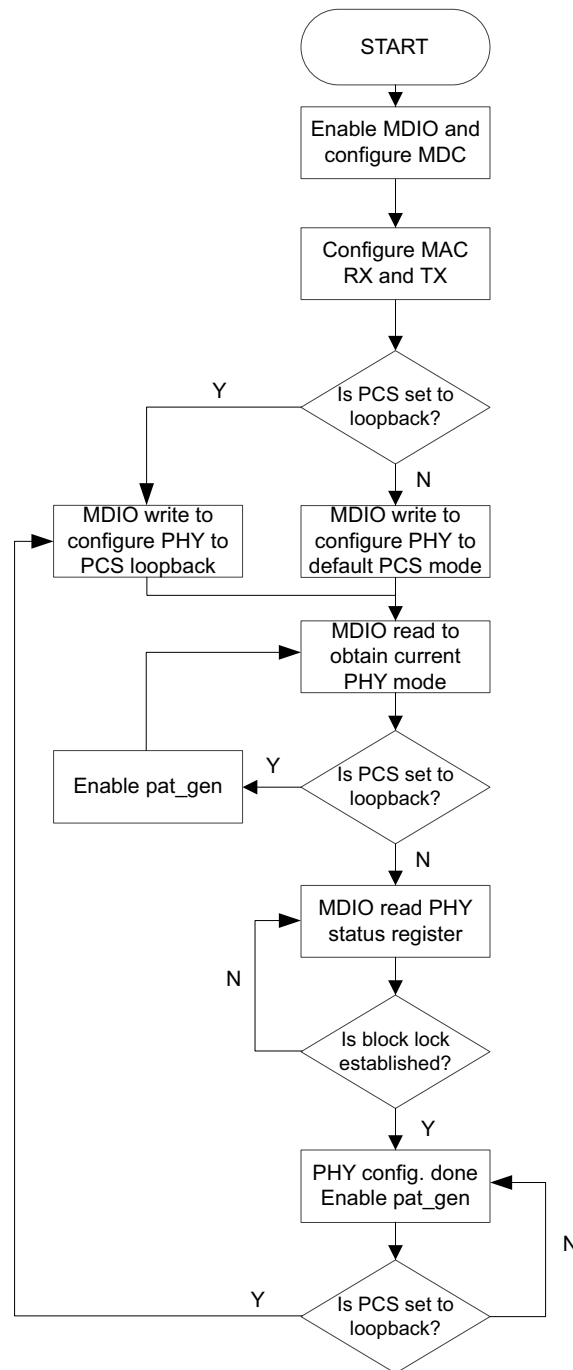 START
Enable MDIO and
configure MDC
Configure MAC
RX and TX
Is PCS set to
loopback?
Y
N
MDIO write to
configure PHY to
PCS loopback
MDIO write to
configure PHY to
default PCS mode
MDIO read to
obtain current
PHY mode
Is PCS set to
loopback?
Y
Enable pat_gen
N
MDIO read PHY
status register
N
Is block lock
established?
Y
PHY config. done
Enable pat_gen
N
Y
Is PCS set to
loopback?